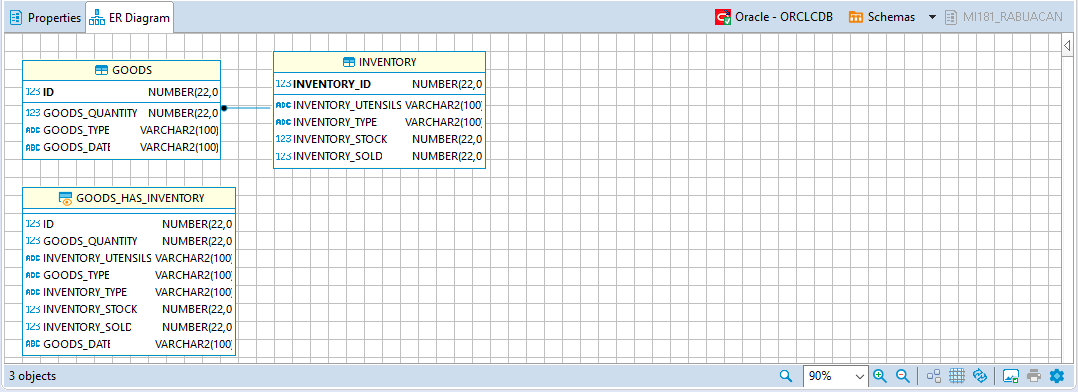 Properties ER Diagram Oracle - ORCLCDB Schemas MI181_RABUACAN
GOODS
123 ID NUMBER(22,0
123 GOODS_QUANTITY NUMBER(22,0
ABC GOODS_TYPE VARCHAR2(100)
ABC GOODS_DATE VARCHAR2(100)
INVENTORY
123 INVENTORY_ID NUMBER(22,0
ABC INVENTORY_UTENSILS VARCHAR2(100)
ABC INVENTORY_TYPE VARCHAR2(100)
123 INVENTORY_STOCK NUMBER(22,0
123 INVENTORY_SOLD NUMBER(22,0
GOODS_HAS_INVENTORY
123 ID NUMBER(22,0
123 GOODS_QUANTITY NUMBER(22,0
ABC INVENTORY_UTENSILS VARCHAR2(100)
ABC GOODS_TYPE VARCHAR2(100)
ABC INVENTORY_TYPE VARCHAR2(100)
123 INVENTORY_STOCK NUMBER(22,0
123 INVENTORY_SOLD NUMBER(22,0
ABC GOODS_DATE VARCHAR2(100)
3 objects 90%